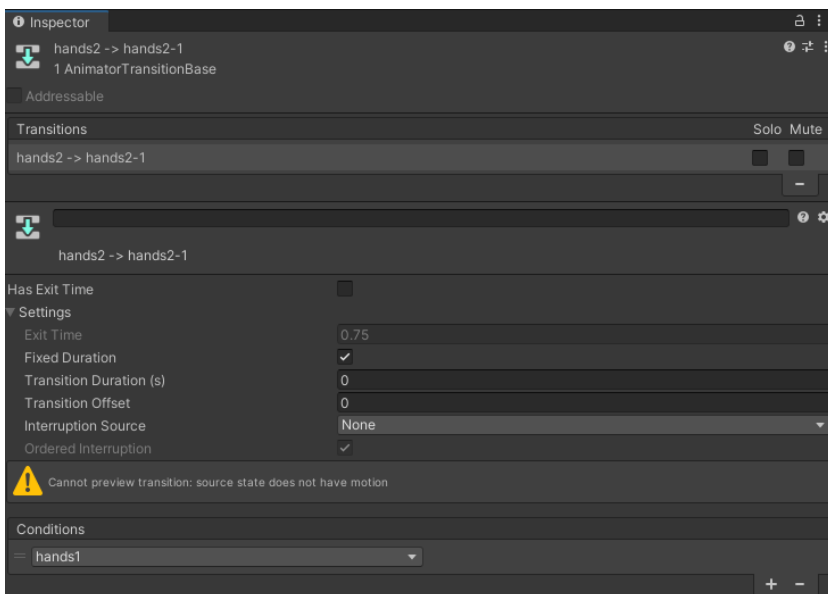 Inspector
hands2 -> hands2-1
1 AnimatorTransitionBase
Addressable
Transitions Solo Mute
hands2 -> hands2-1
hands2 -> hands2-1
Has Exit Time
Settings
Exit Time 0.75
Fixed Duration
Transition Duration (s) 0
Transition Offset 0
Interruption Source None
Ordered Interruption
Cannot preview transition: source state does not have motion
Conditions
hands1